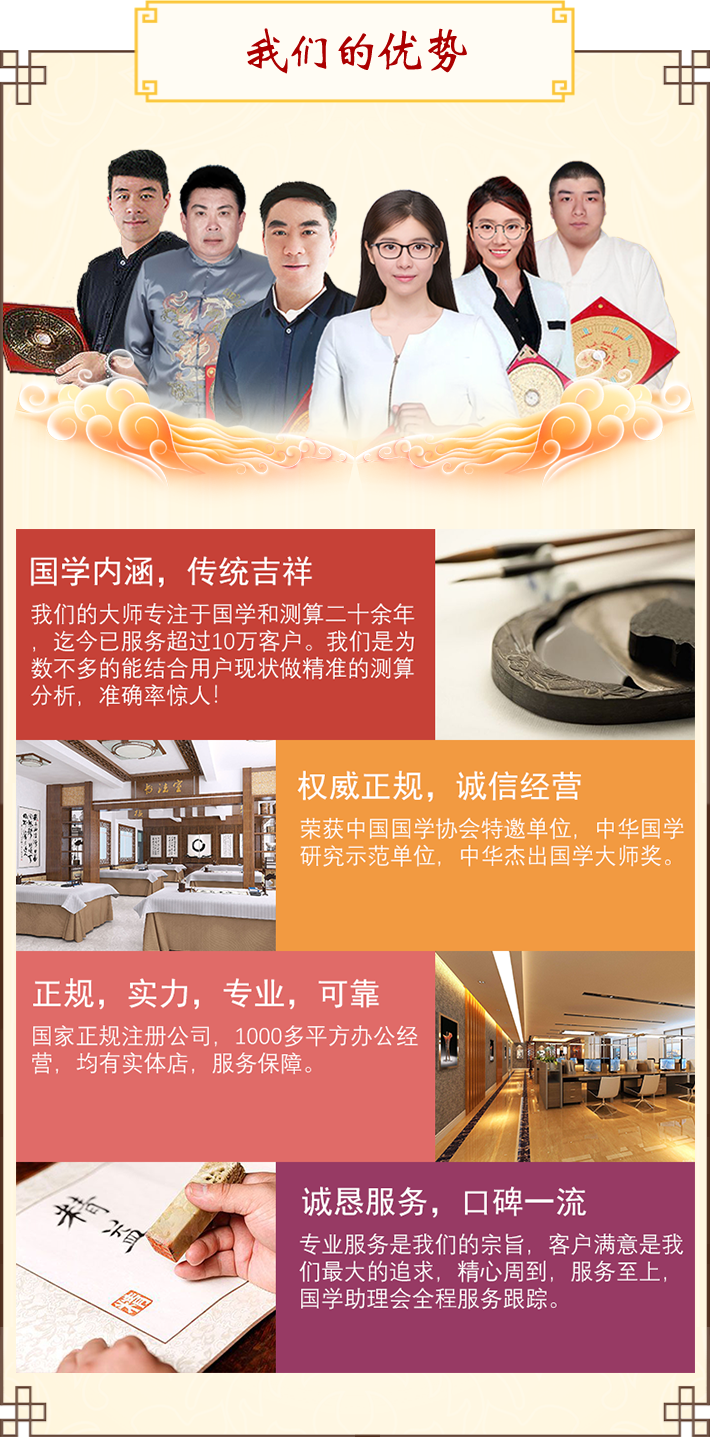 我们的优势
国学内涵，传统吉祥
我们的大师专注于国学和测算二十余年
，迄今已服务超过10万客户。我们是为
数不多的能结合用户现状做精准的测算
分析，准确率惊人！
书法室
权威正规，诚信经营
荣获中国国学协会特邀单位，中华国学
研究示范单位，中华杰出国学大师奖。
正规，实力，专业，可靠
国家正规注册公司，1000多平方办公经
营，均有实体店，服务保障。
诚恳服务，口碑一流
专业服务是我们的宗旨，客户满意是我
们最大的追求，精心周到，服务至上，
国学助理会全程服务跟踪。